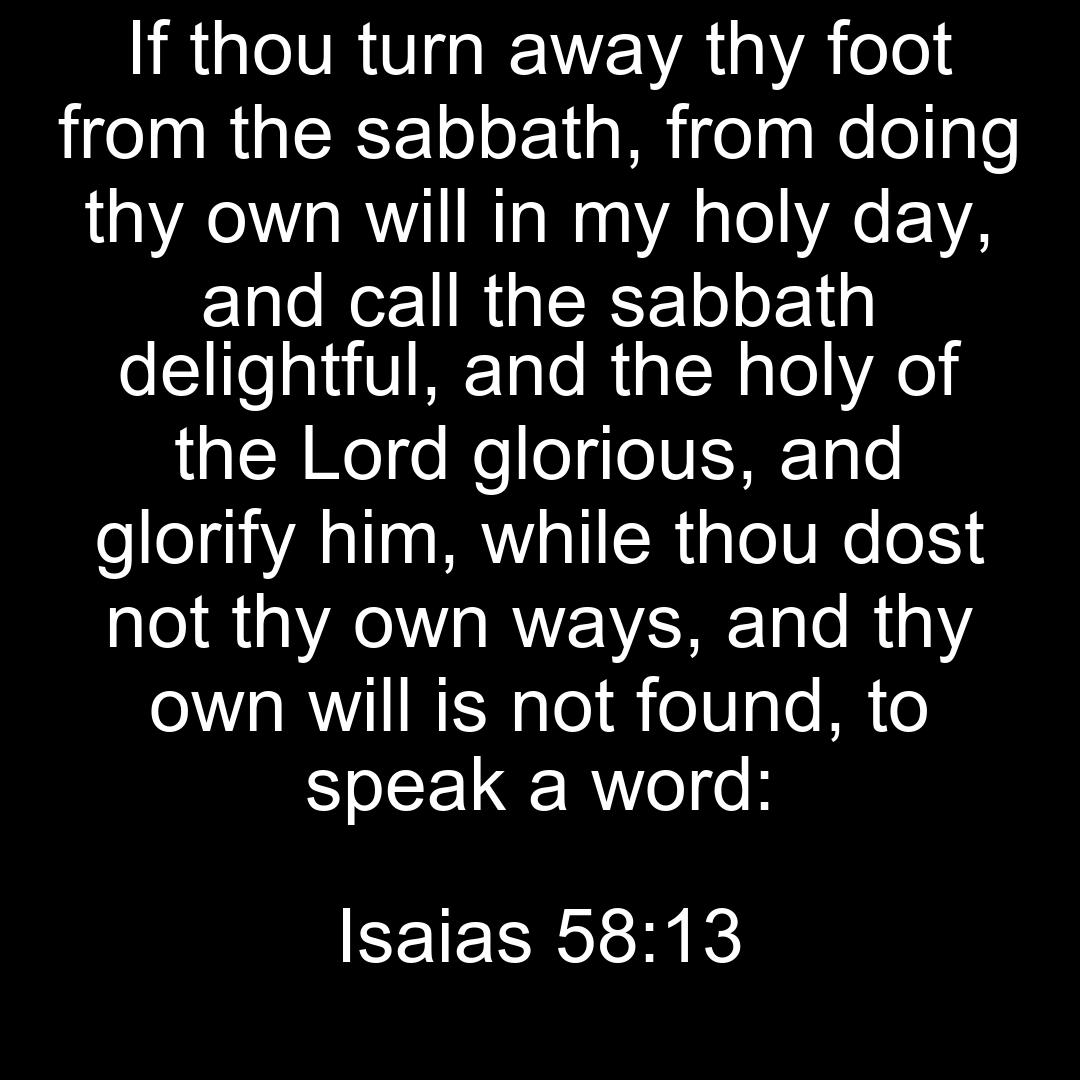 If thou turn away thy foot
from the sabbath, from doing
thy own will in my holy day,
and call the sabbath
delightful, and the holy of
the Lord glorious, and
glorify him, while thou dost
not thy own ways, and thy
own will is not found, to
speak a word:
Isaias 58:13